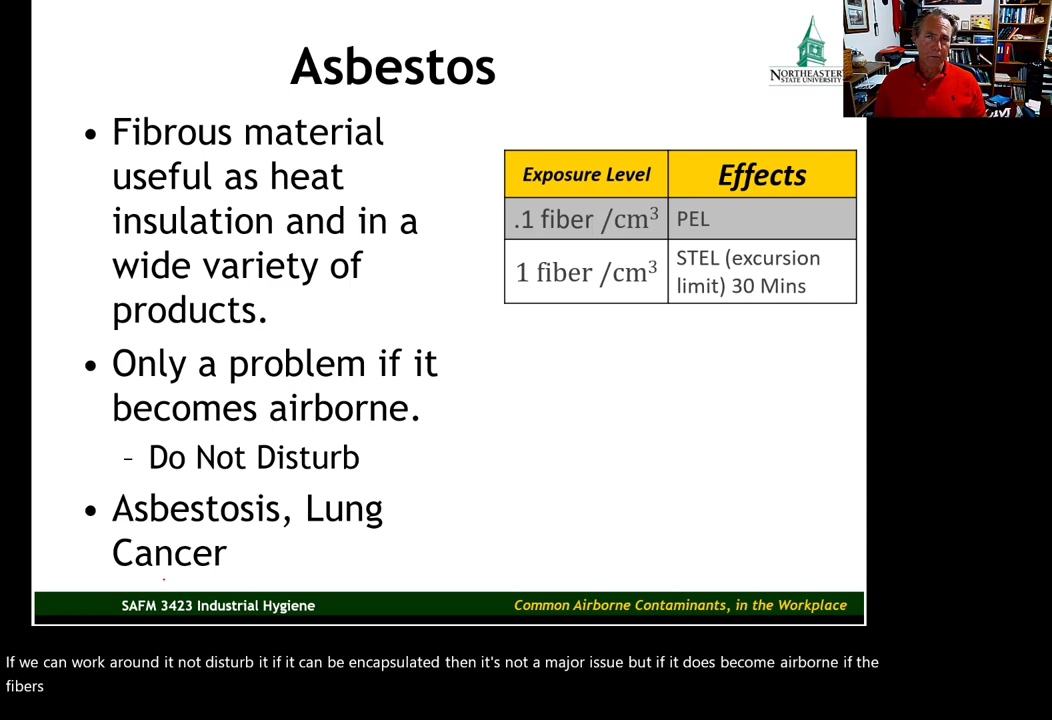 Asbestos
NORTHEASTERN
STATE UNIVERSITY
• Fibrous material
useful as heat
insulation and in a
wide variety of
products.
• Only a problem if it
becomes airborne.
– Do Not Disturb
• Asbestosis, Lung
Cancer
Exposure Level Effects
.1 fiber /cm³ PEL
1 fiber /cm³ STEL (excursion
limit) 30 Mins
SAFM 3423 Industrial Hygiene
Common Airborne Contaminants, in the Workplace
If we can work around it not disturb it if it can be encapsulated then it's not a major issue but if it does become airborne if the
fibers